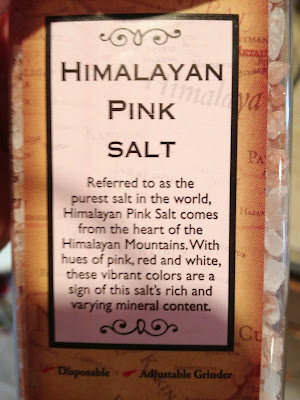 HIMALAYAN
PINK
SALT
Referred to as the
purest salt in the world,
Himalayan Pink Salt comes
from the heart of the
Himalayan Mountains. With
hues of pink, red and white,
these vibrant colors are a
sign of this salt's rich and
varying mineral content.
Disposable Adjustable Grinder